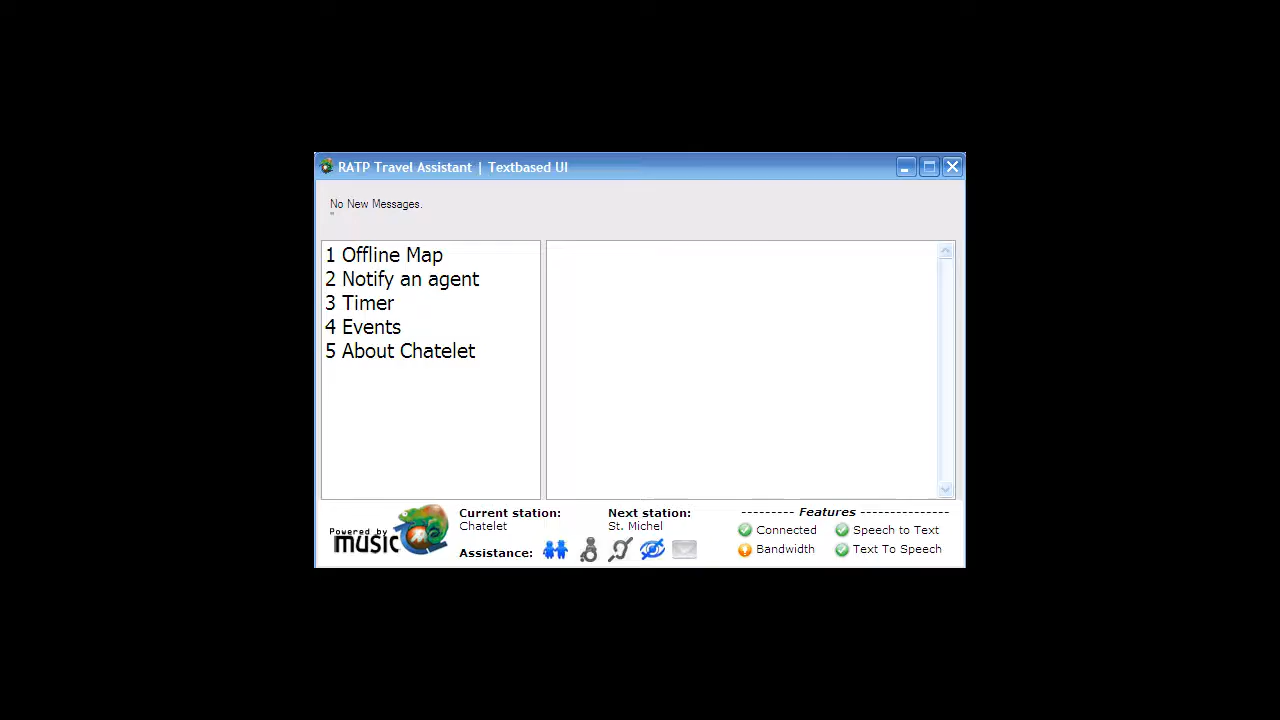 RATP Travel Assistant | Textbased UI
No New Messages.
"
1 Offline Map
2 Notify an agent
3 Timer
4 Events
5 About Chatelet
Powered by
music
Current station:
Chatelet
Next station:
St. Michel
Assistance:
--------- Features ---------------
Connected
Speech to Text
Bandwidth
Text To Speech